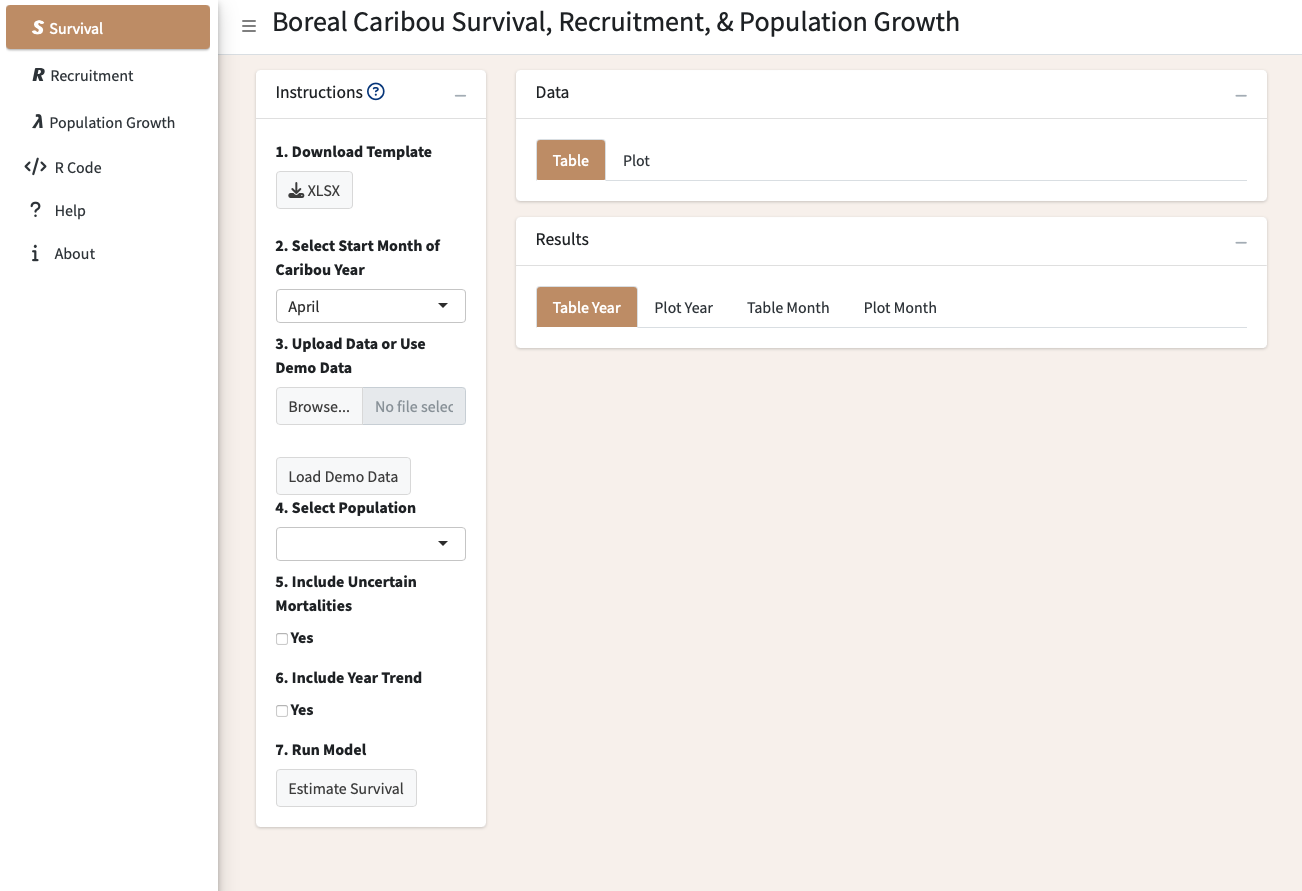 S Survival
R Recruitment
λ Population Growth
</> R Code
? Help
i About
Boreal Caribou Survival, Recruitment, & Population Growth
Instructions ?
1. Download Template
XLSX
2. Select Start Month of
Caribou Year
April
3. Upload Data or Use
Demo Data
Browse... No file selec
Load Demo Data
4. Select Population
5. Include Uncertain
Mortalities
Yes
6. Include Year Trend
Yes
7. Run Model
Estimate Survival
Data
Table Plot
Results
Table Year Plot Year Table Month Plot Month